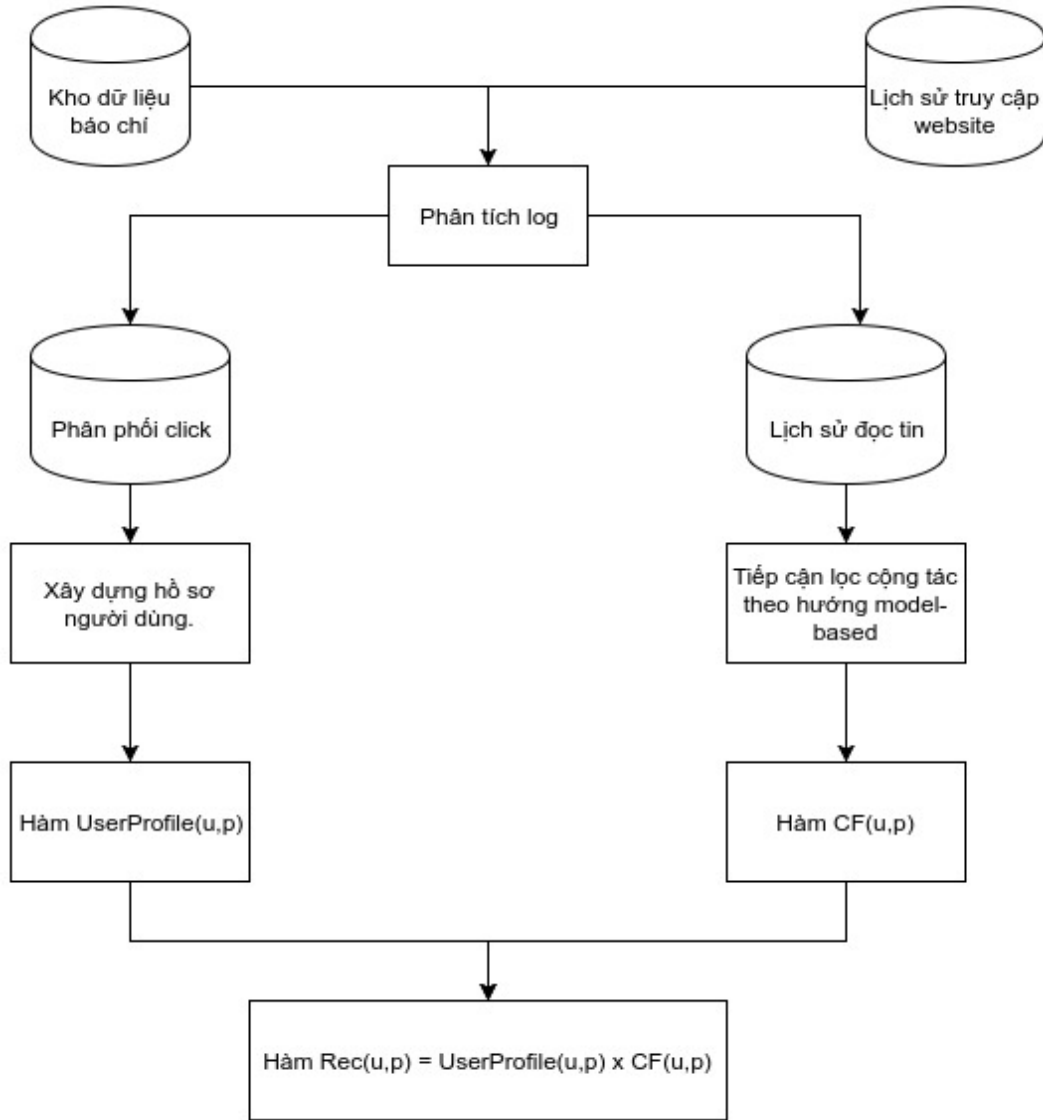 Kho dữ liệu
báo chí
Lịch sử truy cập
website
Phân tích log
Phân phối click
Lịch sử đọc tin
Xây dựng hồ sơ
người dùng.
Tiếp cận lọc cộng tác
theo hướng model-
based
Hàm UserProfile(u,p)
Hàm CF(u,p)
Hàm Rec(u,p) = UserProfile(u,p) x CF(u,p)